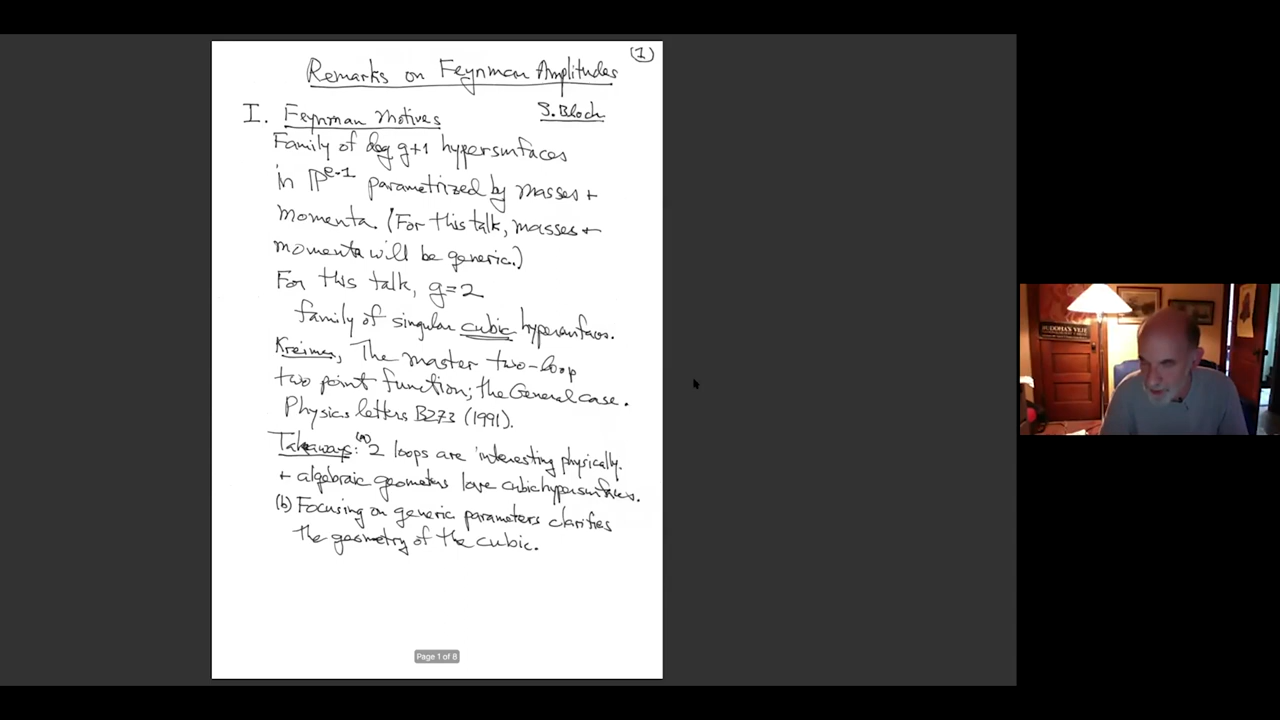 (1)
Remarks on Feynman Amplitudes
S. Bloch
I. Feynman Motives
Family of deg g+1 hypersurfaces
in P^e-1 parametrized by masses +
momenta. (For this talk, masses +
momenta will be generic.)
For this talk, g=2
family of singular cubic hypersurfaces.
Kreimer, The master two-loop
two point function; the General case.
Physics letters B273 (1991).
Takeaways: (a) 2 loops are interesting physically.
+ algebraic geometers love cubic hypersurfaces.
(b) Focusing on generic parameters clarifies
the geometry of the cubic.
Page 1 of 8
BUDDHA'S VEIL